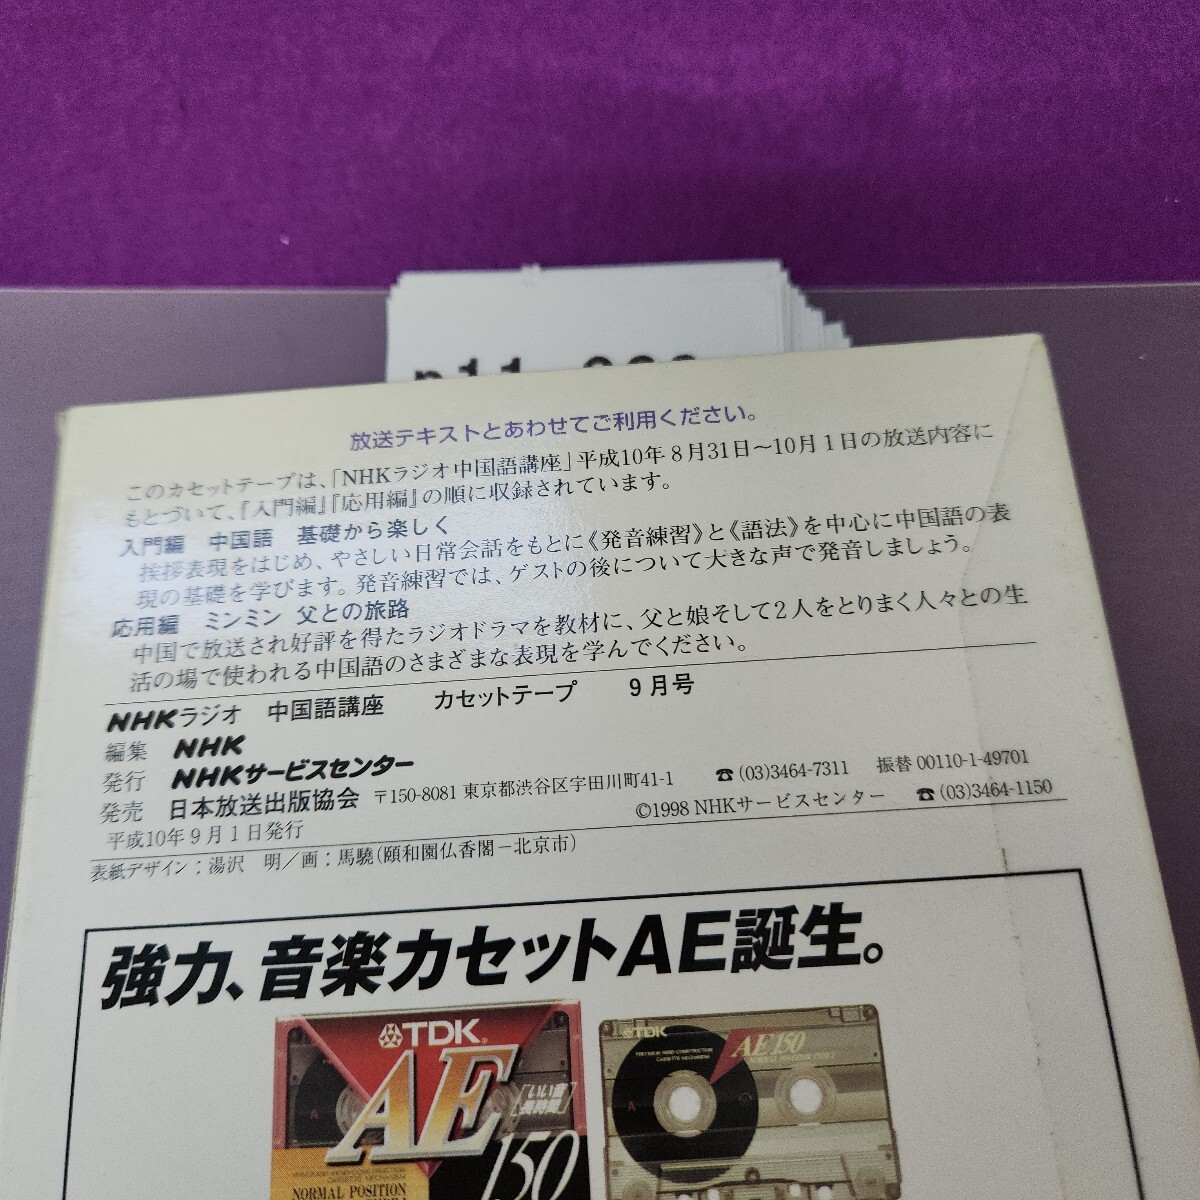 放送テキストとあわせてご利用ください。
このカセットテープは、「NHKラジオ中国語講座」平成10年8月31日～10月1日の放送内容に
もとづいて、『入門編』『応用編』の順に収録されています。
入門編 中国語 基礎から楽しく
挨拶表現をはじめ、やさしい日常会話をもとに《発音練習》と《語法》を中心に中国語の表
現の基礎を学びます。発音練習では、ゲストの後について大きな声で発音しましょう。
応用編 ミンミン 父との旅路
中国で放送され好評を得たラジオドラマを教材に、父と娘そして2人をとりまく人々との生
活の場で使われる中国語のさまざまな表現を学んでください。
NHKラジオ 中国語講座 カセットテープ 9月号
編集 NHK
発行 NHKサービスセンター
発売 日本放送出版協会 〒150-8081 東京都渋谷区宇田川町41-1 ☎(03)3464-7311 振替00110-1-49701
平成10年9月1日発行 ©1998 NHKサービスセンター ☎(03)3464-1150
表紙デザイン：湯沢 明／画：馬驍(頤和園仏香閣－北京市)
強力、音楽カセットAE誕生。
TDK
AE
150
いい音
長時間
NORMAL POSITION
TDK
AE150
A